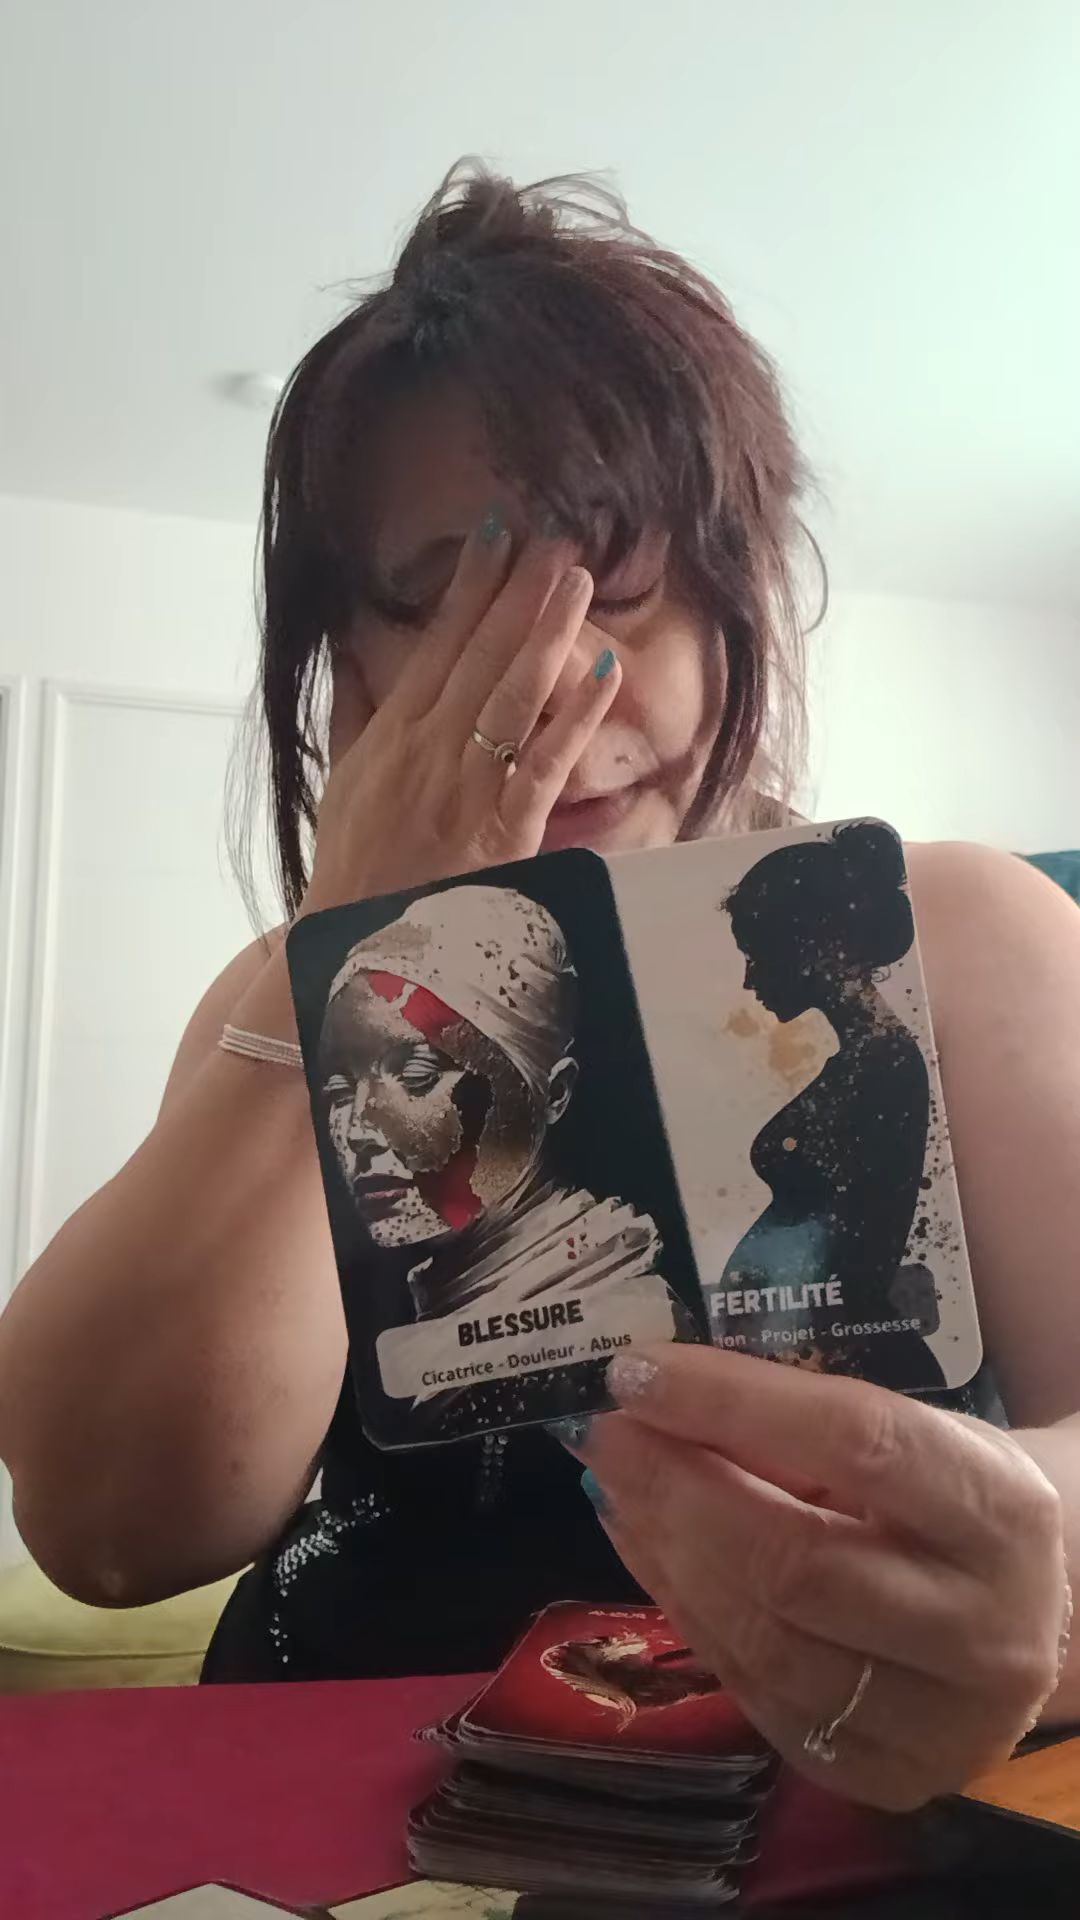 BLESSURE
Cicatrice - Douleur - Abus
FERTILITÉ
- Projet - Grossesse